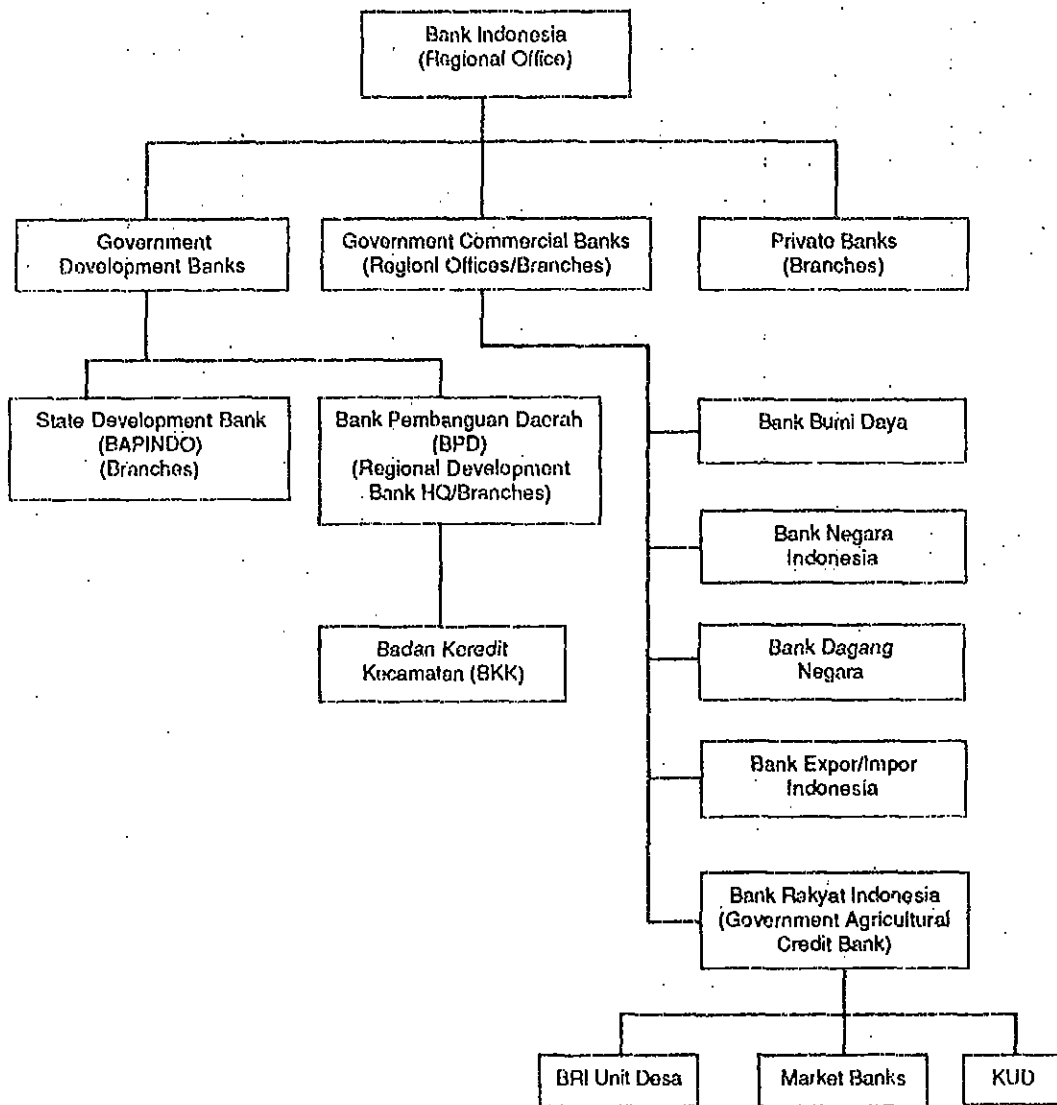 Bank Indonesia
(Regional Office)
Government
Development Banks
Government Commercial Banks
(Regionl Offices/Branches)
Private Banks
(Branches)
State Development Bank
(BAPINDO)
(Branches)
Bank Pembanguan Daerah
(BPD)
(Regional Development
Bank HQ/Branches)
Bank Bumi Daya
Bank Negara
Indonesia
Badan Keredit
Kecamatan (BKK)
Bank Dagang
Negara
Bank Expor/Impor
Indonesia
Bank Rakyat Indonesia
(Government Agricultural
Credit Bank)
BRI Unit Desa
Market Banks
KUD